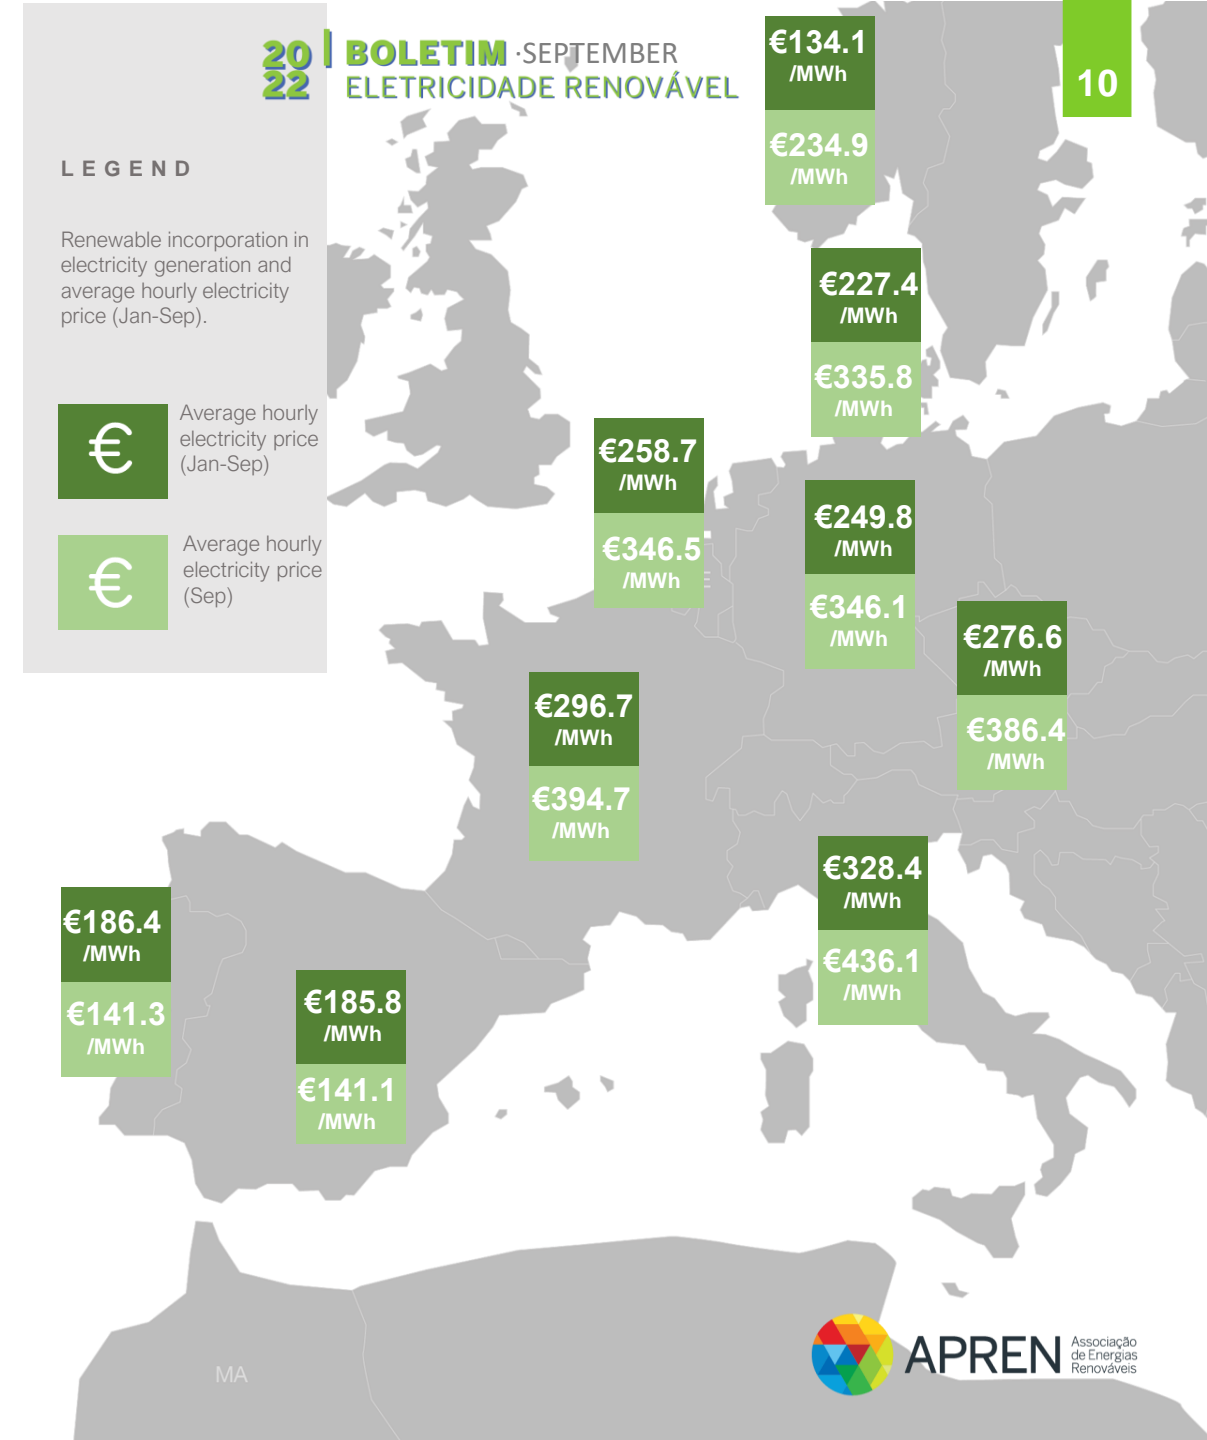 20
22
BOLETIM ·SEPTEMBER
ELETRICIDADE RENOVÁVEL
10
LEGEND
Renewable incorporation in
electricity generation and
average hourly electricity
price (Jan-Sep).
€
Average hourly
electricity price
(Jan-Sep)
€
Average hourly
electricity price
(Sep)
€134.1
/MWh
€234.9
/MWh
€227.4
/MWh
€335.8
/MWh
€258.7
/MWh
€346.5
/MWh
€249.8
/MWh
€346.1
/MWh
€276.6
/MWh
€386.4
/MWh
€296.7
/MWh
€394.7
/MWh
€328.4
/MWh
€436.1
/MWh
€186.4
/MWh
€141.3
/MWh
€185.8
/MWh
€141.1
/MWh
MA
APREN
Associação
de Energias
Renováveis